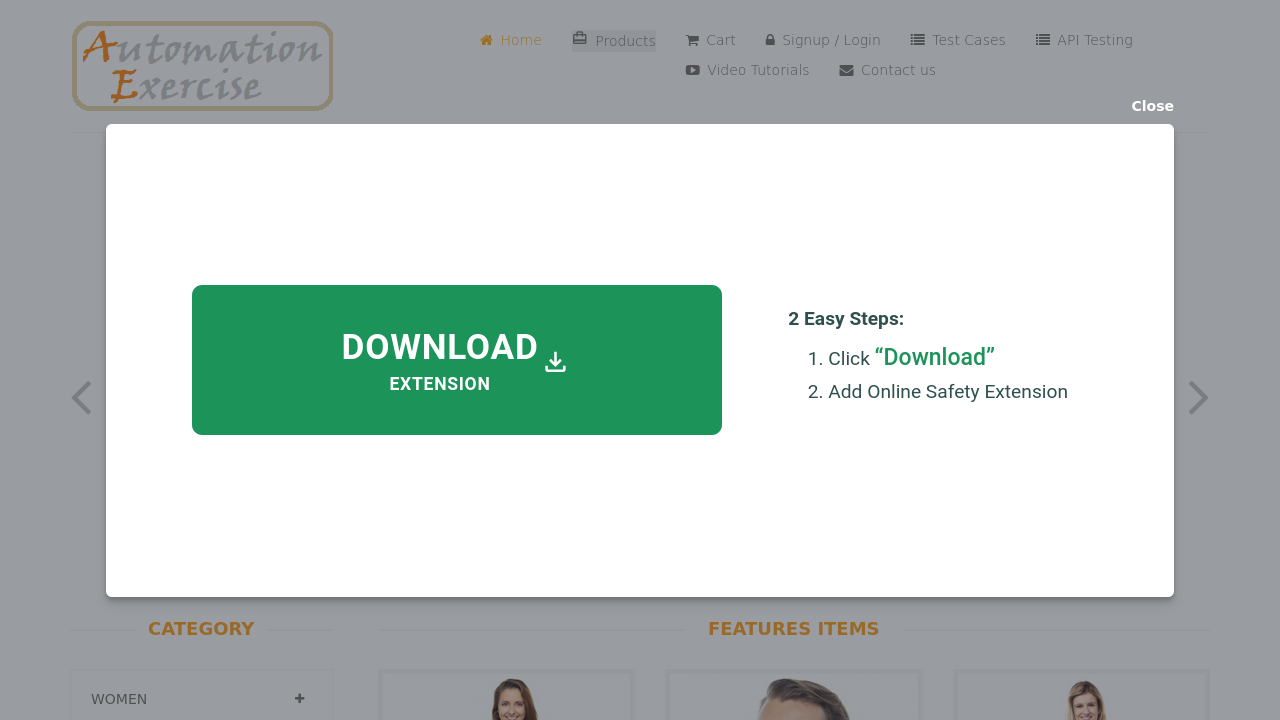 Automation
Exercise
Home
Products
Cart
Signup / Login
Test Cases
API Testing
Video Tutorials
Contact us
Close
DOWNLOAD
EXTENSION
2 Easy Steps:
1. Click “Download”
2. Add Online Safety Extension
CATEGORY
FEATURES ITEMS
WOMEN